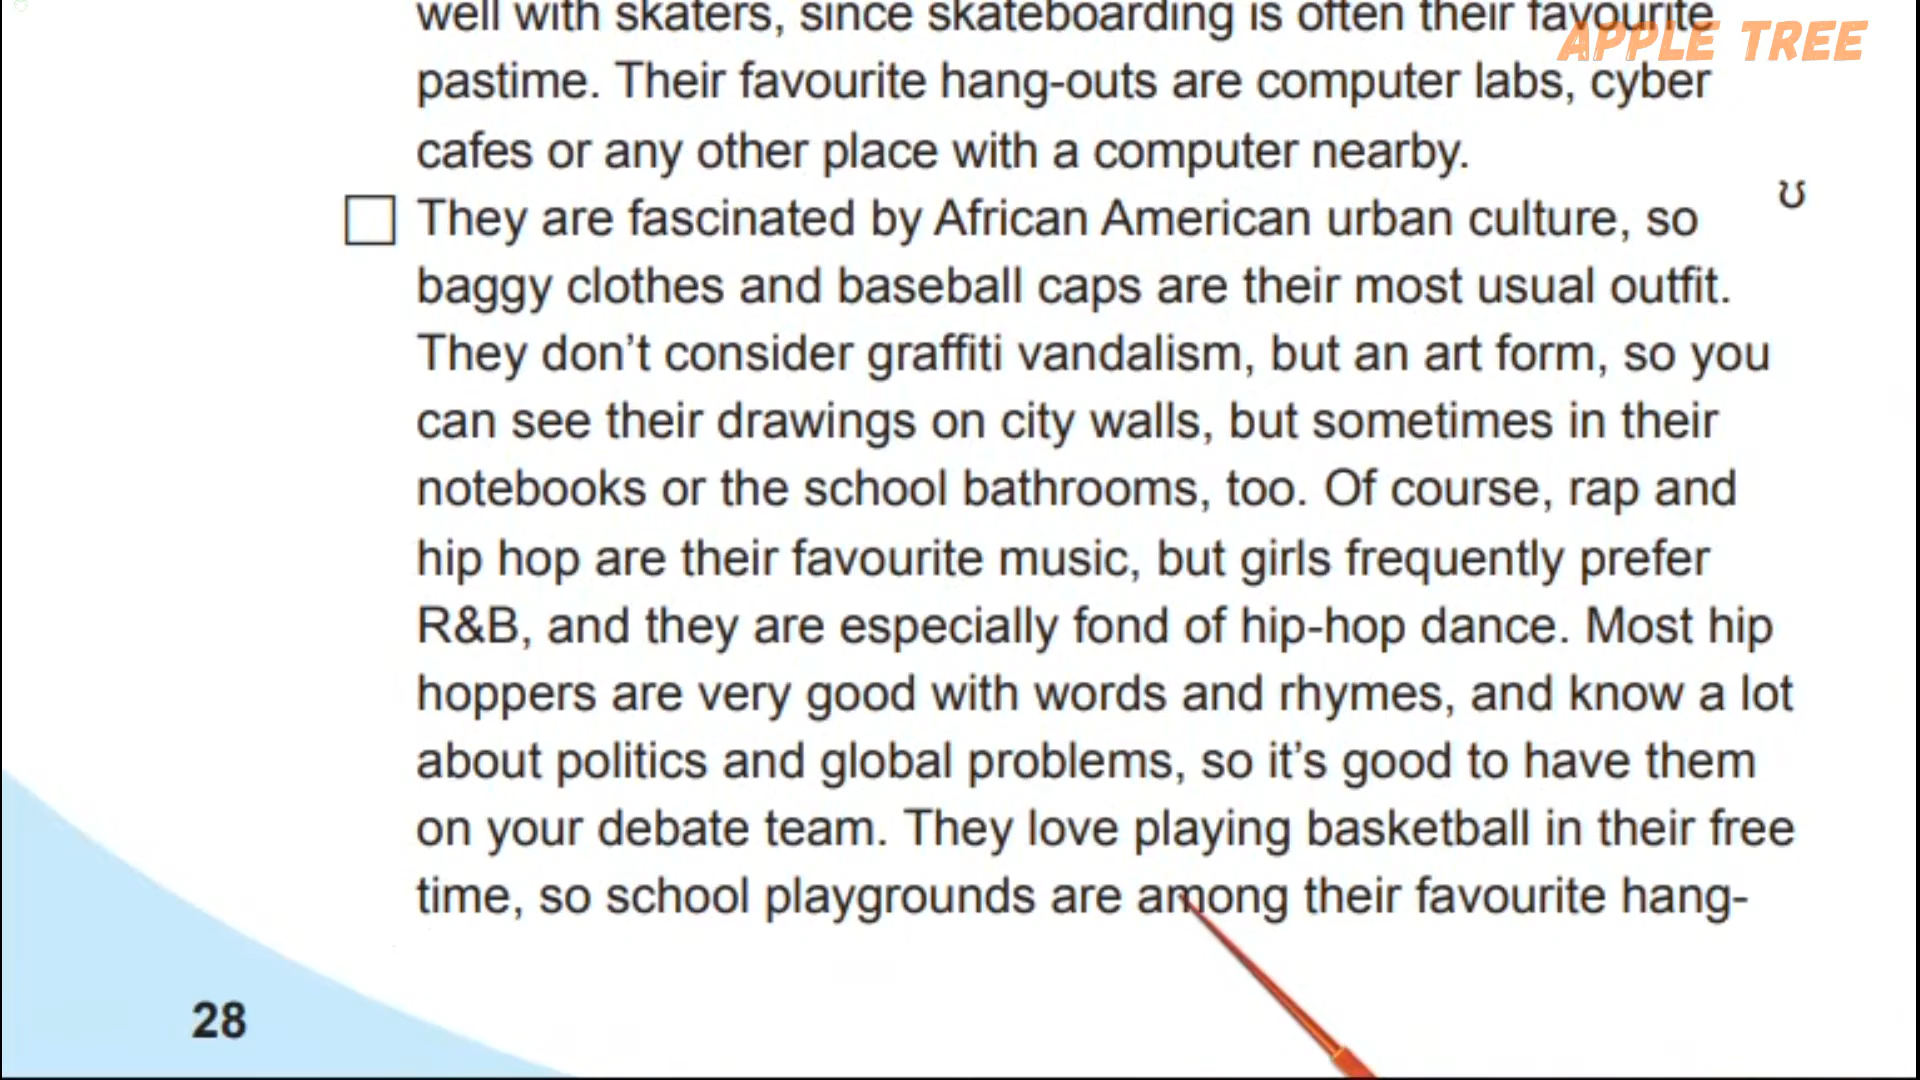 well with skaters, since skateboarding is often their favourite
APPLE TREE
pastime. Their favourite hang-outs are computer labs, cyber
cafes or any other place with a computer nearby.
They are fascinated by African American urban culture, so
baggy clothes and baseball caps are their most usual outfit.
They don’t consider graffiti vandalism, but an art form, so you
can see their drawings on city walls, but sometimes in their
notebooks or the school bathrooms, too. Of course, rap and
hip hop are their favourite music, but girls frequently prefer
R&B, and they are especially fond of hip-hop dance. Most hip
hoppers are very good with words and rhymes, and know a lot
about politics and global problems, so it’s good to have them
on your debate team. They love playing basketball in their free
time, so school playgrounds are among their favourite hang-
28